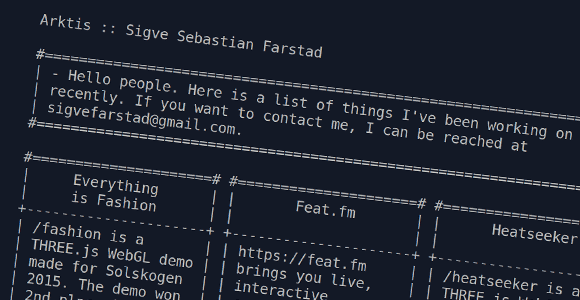 Arktis :: Sigve Sebastian Farstad
- Hello people. Here is a list of things I've been working on
recently. If you want to contact me, I can be reached at
sigvefarstad@gmail.com.
Everything
is Fashion
/fashion is a
THREE.js WebGL demo
made for Solskogen
2015. The demo won
2nd
Feat.fm
https://feat.fm
brings you live,
interactive
Heatseeker
/heatseeker is a
THREE.js